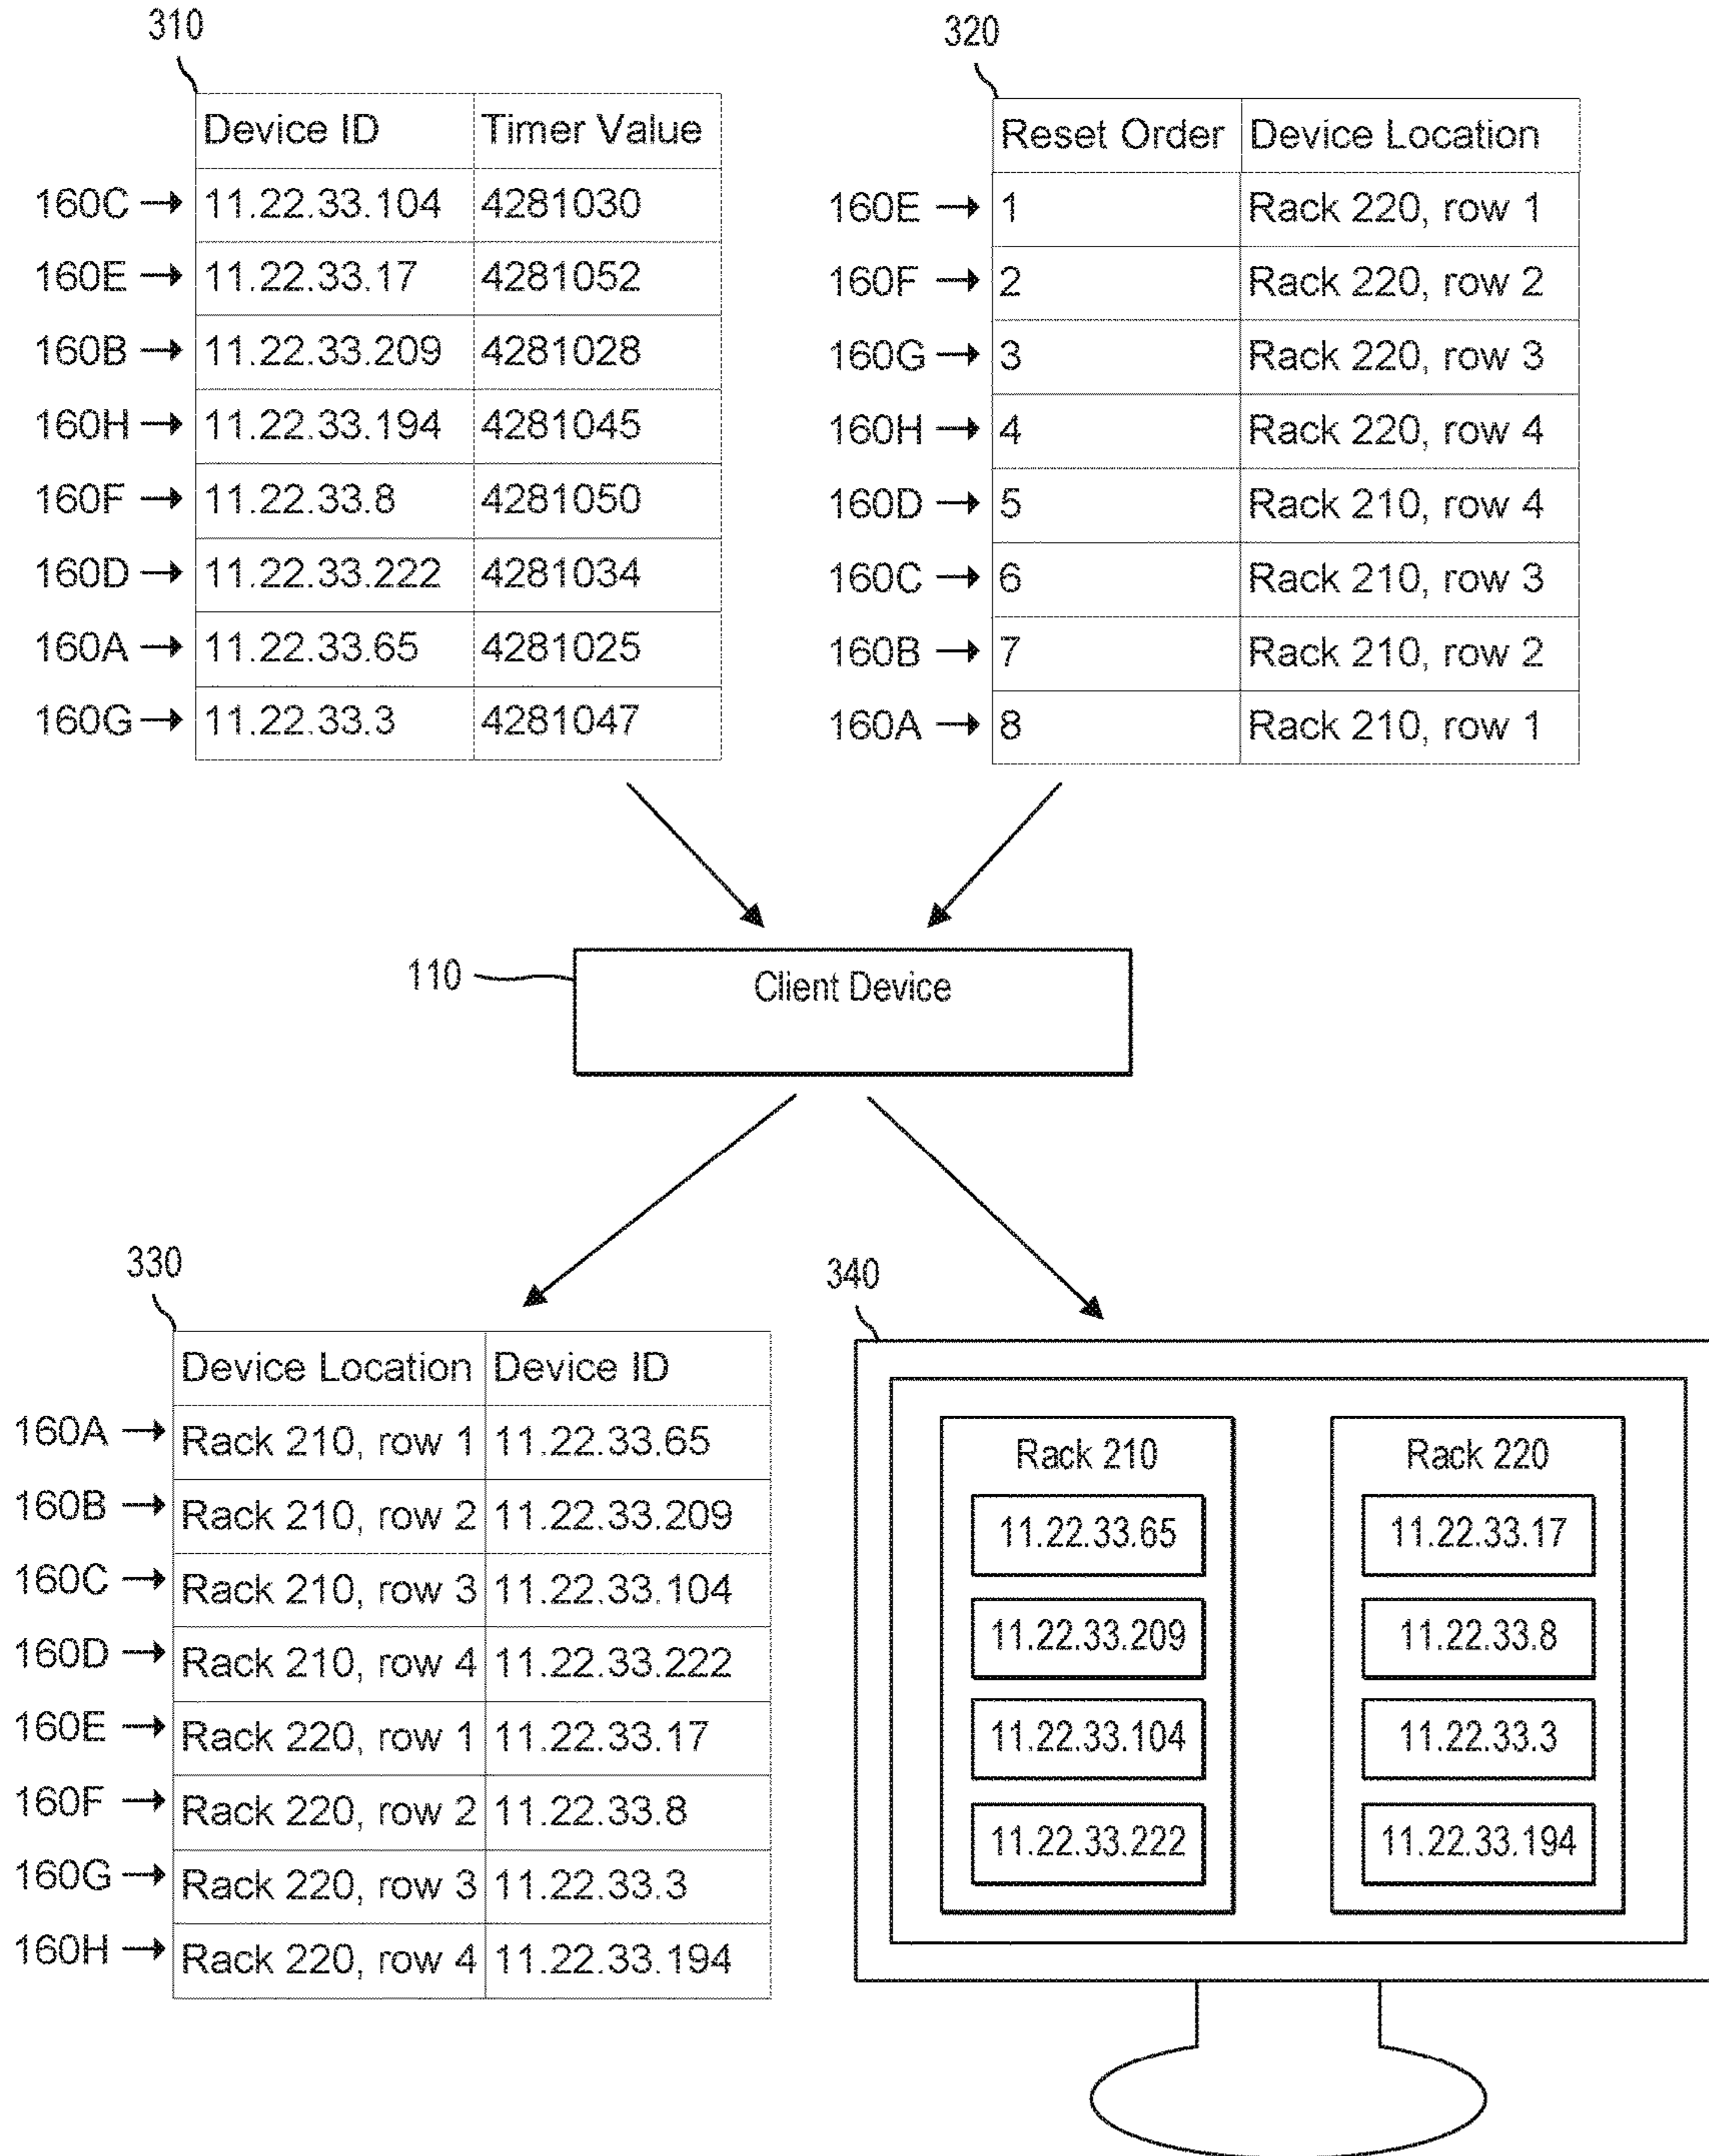 310
Device ID Timer Value
160C 11.22.33.104 4281030
160E 11.22.33.17 4281052
160B 11.22.33.209 4281028
160H 11.22.33.194 4281045
160F 11.22.33.8 4281050
160D 11.22.33.222 4281034
160A 11.22.33.65 4281025
160G 11.22.33.3 4281047
320
Reset Order Device Location
160E 1 Rack 220, row 1
160F 2 Rack 220, row 2
160G 3 Rack 220, row 3
160H 4 Rack 220, row 4
160D 5 Rack 210, row 4
160C 6 Rack 210, row 3
160B 7 Rack 210, row 2
160A 8 Rack 210, row 1
110
Client Device
330
Device Location Device ID
160A Rack 210, row 1 11.22.33.65
160B Rack 210, row 2 11.22.33.209
160C Rack 210, row 3 11.22.33.104
160D Rack 210, row 4 11.22.33.222
160E Rack 220, row 1 11.22.33.17
160F Rack 220, row 2 11.22.33.8
160G Rack 220, row 3 11.22.33.3
160H Rack 220, row 4 11.22.33.194
340
Rack 210
11.22.33.65
11.22.33.209
11.22.33.104
11.22.33.222
Rack 220
11.22.33.17
11.22.33.8
11.22.33.3
11.22.33.194